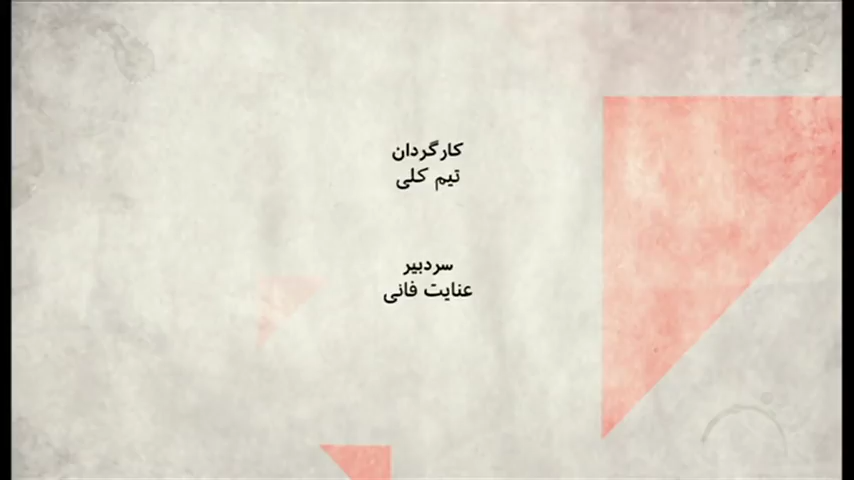 کارگردان
تیم کلی
سردبیر
عنایت فانی